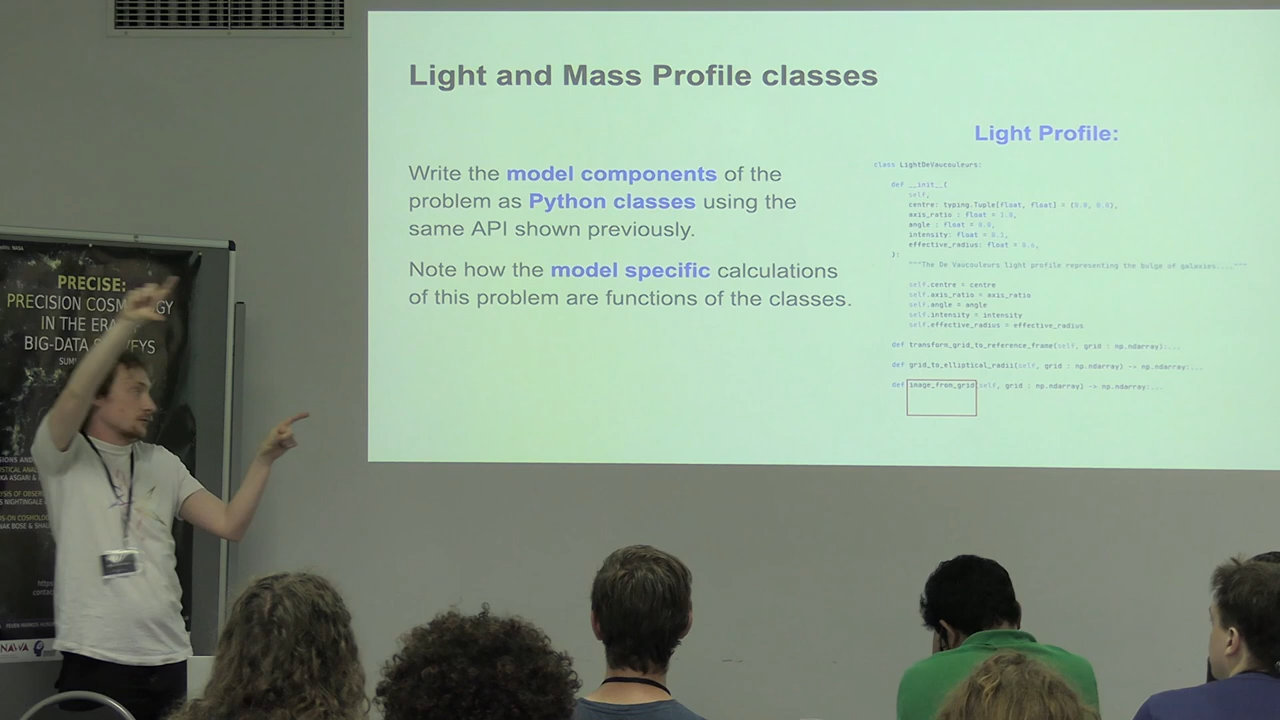 Light and Mass Profile classes
Write the model components of the
problem as Python classes using the
same API shown previously.
Note how the model specific calculations
of this problem are functions of the classes.
Light Profile:
class LightDeVaucouleurs:
def __init__(
self,
centre: typing.Tuple[float, float] = (0.0, 0.0),
axis_ratio : float = 1.0,
angle : float = 0.0,
intensity: float = 0.1,
effective_radius: float = 0.6,
):
"""The De Vaucouleurs light profile representing the bulge of galaxies...."""
self.centre = centre
self.axis_ratio = axis_ratio
self.angle = angle
self.intensity = intensity
self.effective_radius = effective_radius
def transform_grid_to_reference_frame(self, grid : np.ndarray):...
def grid_to_elliptical_radii(self, grid : np.ndarray) -> np.ndarray:...
def image_from_grid(self, grid : np.ndarray) -> np.ndarray:...
PRECISE:
PRECISION COSM GY
IN THE ERA
BIG-DATA SURVEYS
NAWA